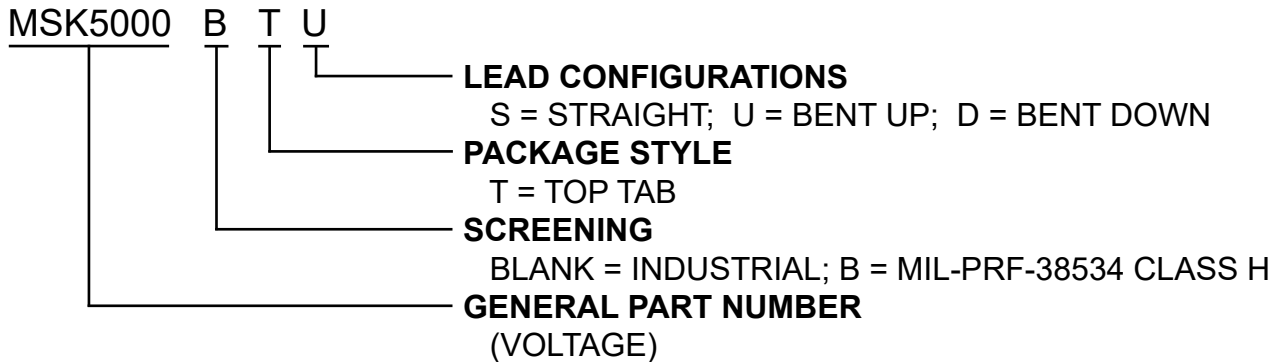 MSK5000 B T U
LEAD CONFIGURATIONS
S = STRAIGHT; U = BENT UP; D = BENT DOWN
PACKAGE STYLE
T = TOP TAB
SCREENING
BLANK = INDUSTRIAL; B = MIL-PRF-38534 CLASS H
GENERAL PART NUMBER
(VOLTAGE)